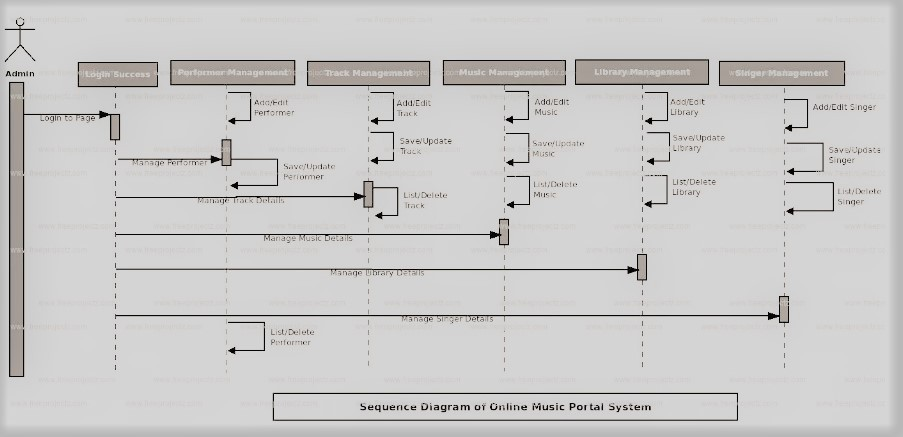 Admin
Login Success
Performer Management
Track Management
Music Management
Library Management
Singer Management
Add/Edit
Performer
Add/Edit
Track
Add/Edit
Music
Add/Edit
Library
Add/Edit Singer
Login to Page
Save/Update
Track
Save/Update
Music
Save/Update
Library
Save/Update
Singer
Manage Performer
Save/Update
Performer
List/Delete
Track
List/Delete
Music
List/Delete
Library
List/Delete
Singer
Manage Track Details
Manage Music Details
Manage Library Details
Manage Singer Details
List/Delete
Performer
Sequence Diagram of Online Music Portal System